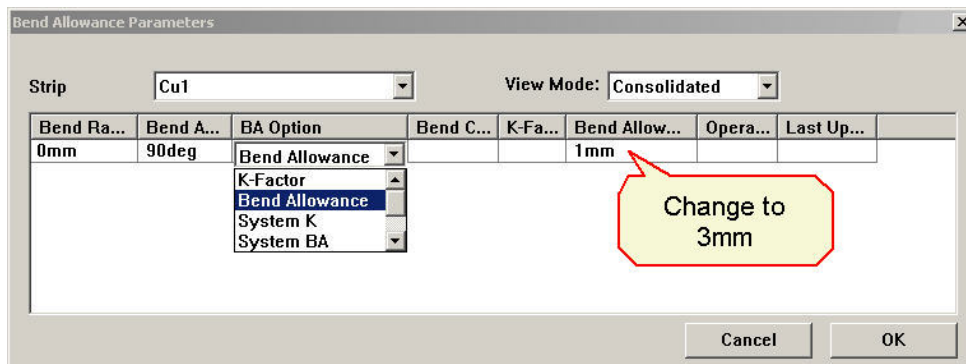 Bend Allowance Parameters
Strip Cu1 View Mode: Consolidated
Bend Ra... Bend A... BA Option Bend C... K-Fa... Bend Allow... Opera... Last Up...
0mm 90deg Bend Allowance 1mm
K-Factor
Bend Allowance
System K
System BA
Change to
3mm
Cancel OK